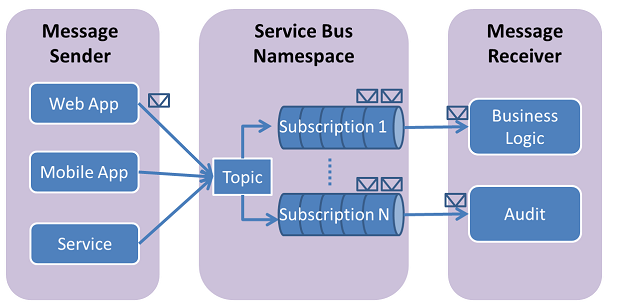 Message
Sender
Web App
Mobile App
Service
Service Bus
Namespace
Topic
Subscription 1
Subscription N
Message
Receiver
Business
Logic
Audit